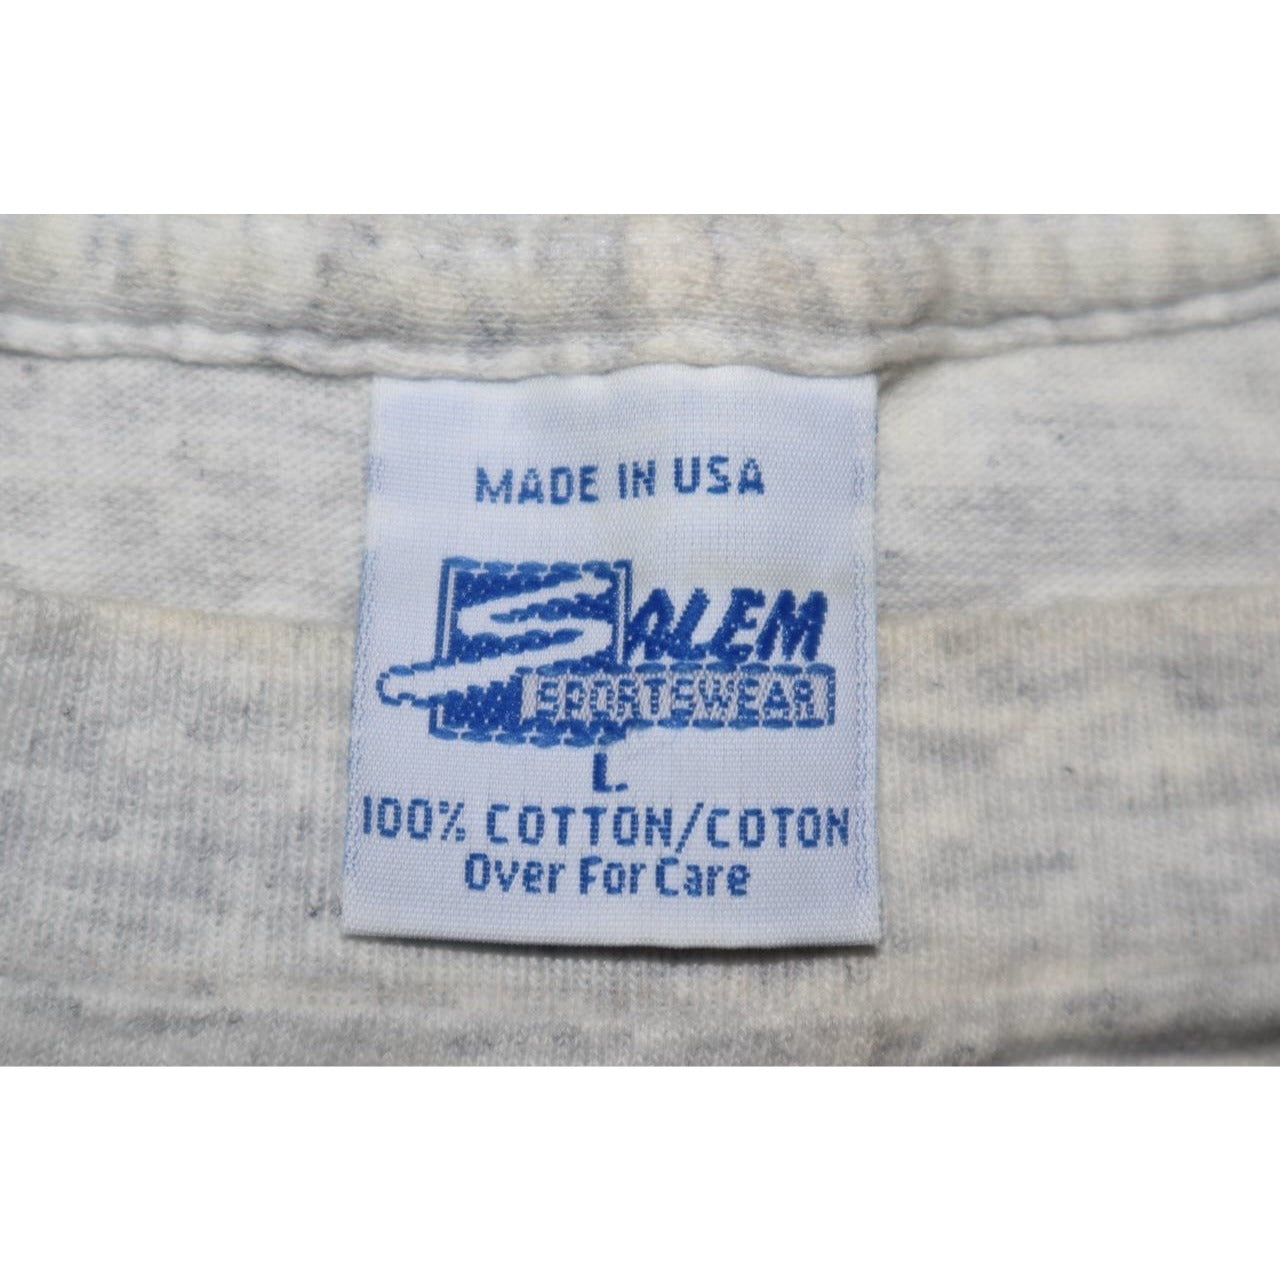 MADE IN USA
SALEM
SPORTSWEAR
L.
100% COTTON/COTON
Over For Care